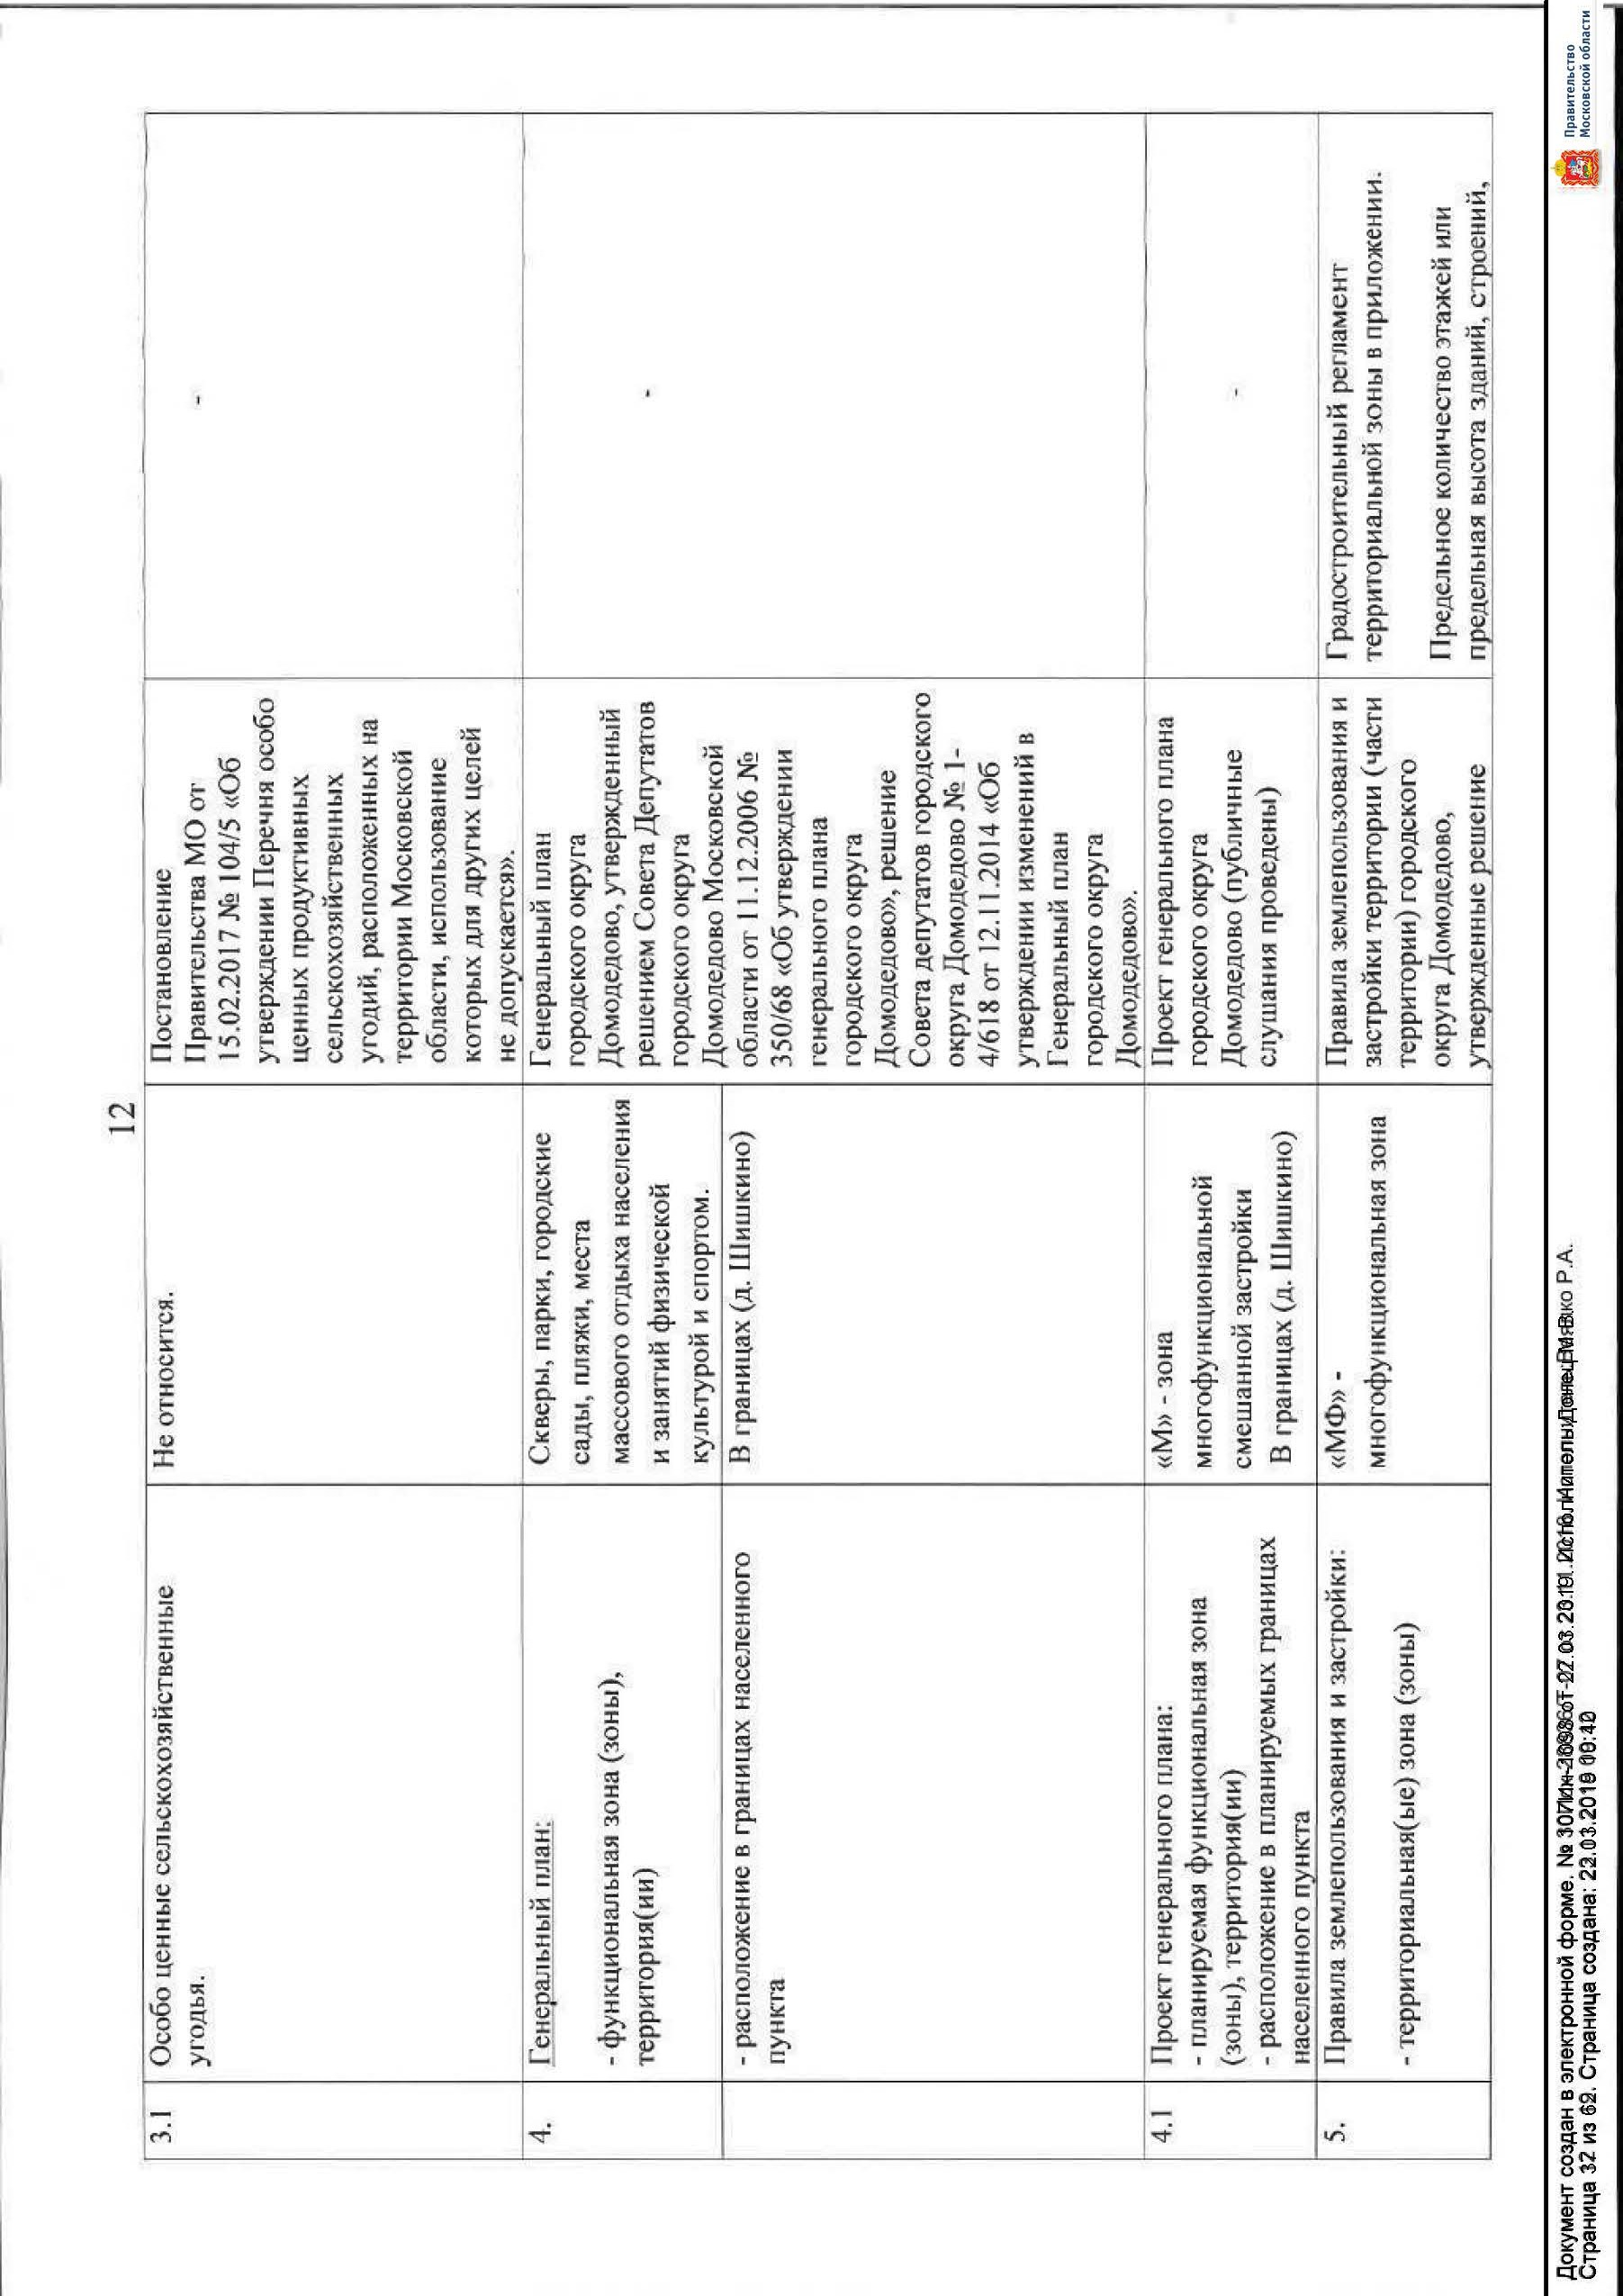 12
3.1
Особо ценные сельскохозяйственные
угодья.
Не относится.
Постановление
Правительства МО от
15.02.2017 № 104/5 «Об
утверждении Перечня особо
ценных продуктивных
сельскохозяйственных
угодий, расположенных на
территории Московской
области, использование
которых для других целей
не допускается».
-
4.
Генеральный план:
- функциональная зона (зоны),
территория(ии)
Скверы, парки, городские
сады, пляжи, места
массового отдыха населения
и занятий физической
культурой и спортом.
- расположение в границах населенного
пункта
В границах (д. Шишкино)
Генеральный план
городского округа
Домодедово, утвержденный
решением Совета Депутатов
городского округа
Домодедово Московской
области от 11.12.2006 №
350/68 «Об утверждении
генерального плана
городского округа
Домодедово», решение
Совета депутатов городского
округа Домодедово № 1-
4/618 от 12.11.2014 «Об
утверждении изменений в
Генеральный план
городского округа
Домодедово».
-
4.1
Проект генерального плана:
- планируемая функциональная зона
(зоны), территория(ии)
- расположение в планируемых границах
населенного пункта
«М» - зона
многофункциональной
смешанной застройки
В границах (д. Шишкино)
Проект генерального плана
городского округа
Домодедово (публичные
слушания проведены)
-
5.
Правила землепользования и застройки:
- территориальная(ые) зона (зоны)
«МФ» -
многофункциональная зона
Правила землепользования и
застройки территории (части
территории) городского
округа Домодедово,
утвержденные решение
Градостроительный регламент
территориальной зоны в приложении.
Предельное количество этажей или
предельная высота зданий, строений,
Документ создан в электронной форме. №
Страница из Страница создана:
Правительство
Московской области